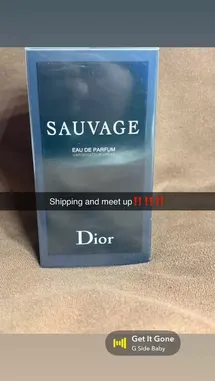 SAUVAGE
EAU DE PARFUM
Shipping and meet up‼️‼️‼️
Dior
Get It Gone
G Side Baby